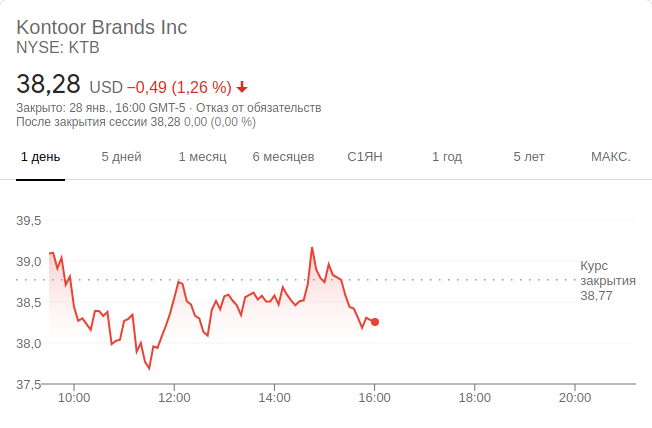 Kontoor Brands Inc
NYSE: KTB
38,28 USD −0,49 (1,26 %)
Закрыто: 28 янв., 16:00 GMT-5 · Отказ от обязательств
После закрытия сессии 38,28 0,00 (0,00 %)
1 день 5 дней 1 месяц 6 месяцев С1ЯН 1 год 5 лет МАКС.
39,5
39,0
38,5
38,0
37,5
Курс
закрытия
38,77
10:00 12:00 14:00 16:00 18:00 20:00